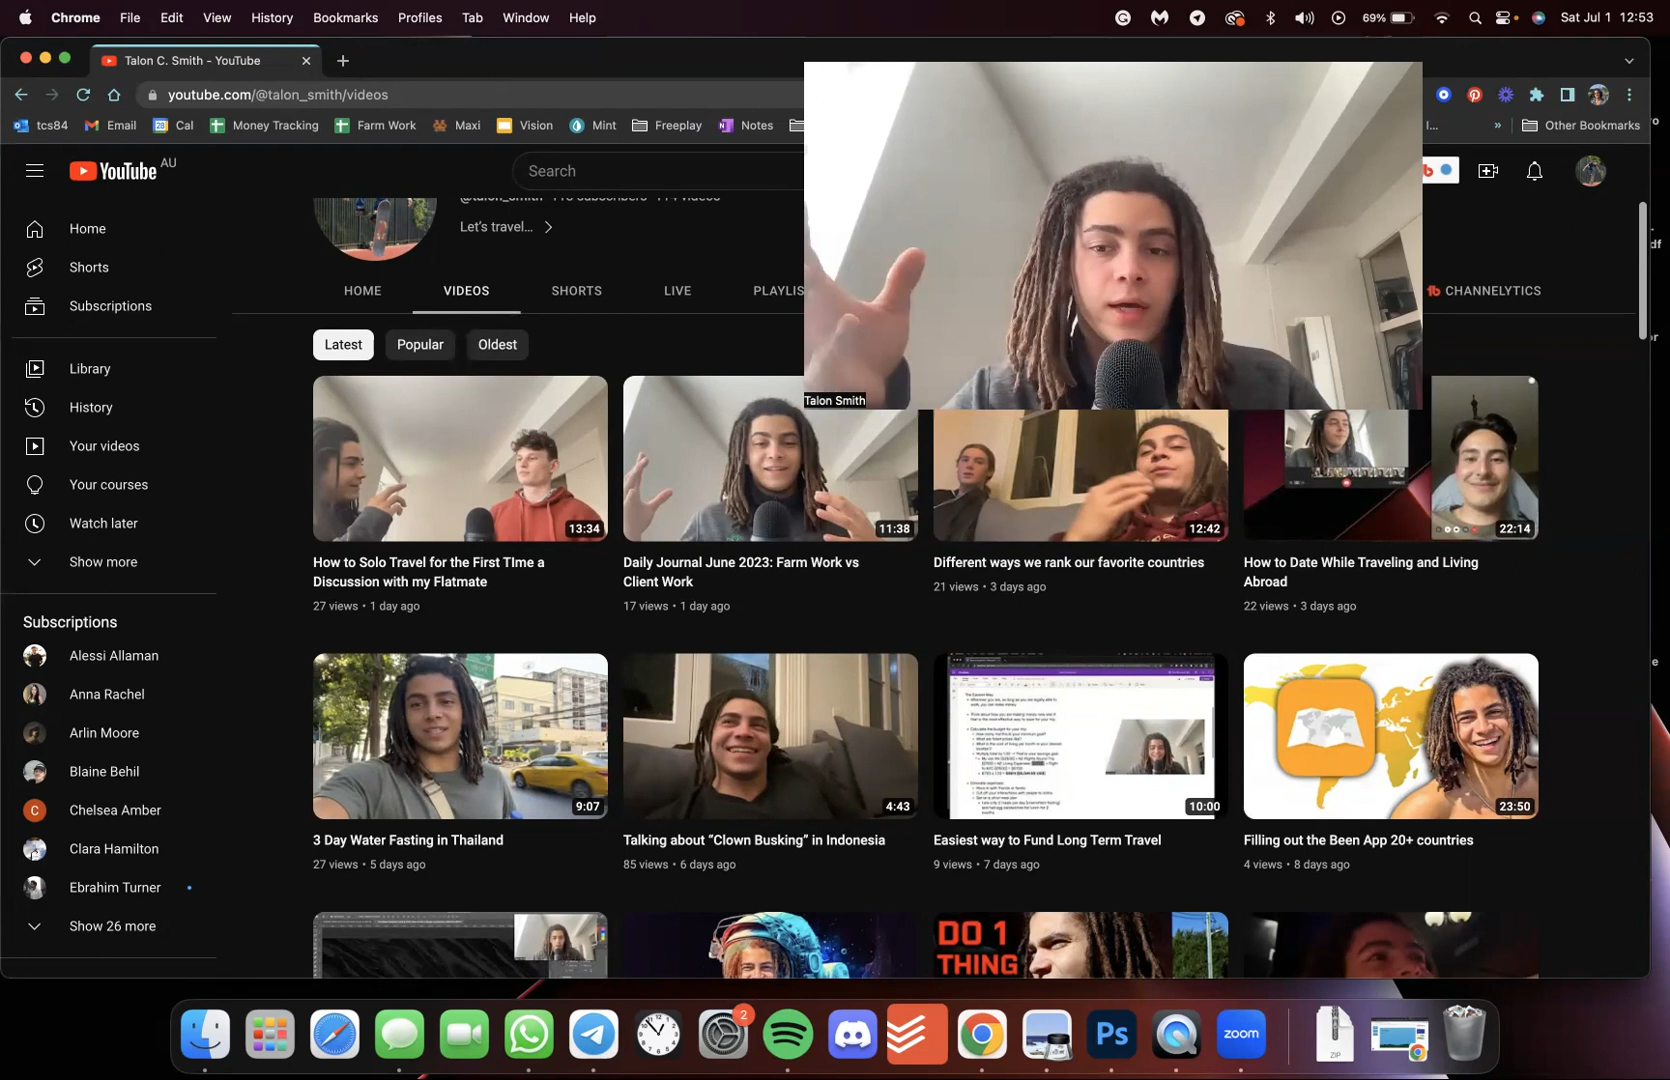 Chrome File Edit View History Bookmarks Profiles Tab Window Help 69% Sat Jul 1 12:53
Talon C. Smith - YouTube
youtube.com/@talon_smith/videos
tcs84 Email Cal Money Tracking Farm Work Maxi Vision Mint Freeplay Notes » Other Bookmarks
YouTube AU Search
Home
Let's travel...
Shorts
Subscriptions
HOME VIDEOS SHORTS LIVE PLAYLIS CHANNELYTICS
Latest Popular Oldest
Library
History
Your videos
Your courses
Watch later
Show more
Talon Smith
13:34 11:38 12:42 22:14
How to Solo Travel for the First TIme a
Discussion with my Flatmate
27 views • 1 day ago
Daily Journal June 2023: Farm Work vs
Client Work
17 views • 1 day ago
Different ways we rank our favorite countries
21 views • 3 days ago
How to Date While Traveling and Living
Abroad
22 views • 3 days ago
Subscriptions
Alessi Allaman
Anna Rachel
Arlin Moore
Blaine Behil
C Chelsea Amber
Clara Hamilton
Ebrahim Turner
Show 26 more
9:07 4:43 10:00 23:50
3 Day Water Fasting in Thailand
27 views • 5 days ago
Talking about “Clown Busking” in Indonesia
85 views • 6 days ago
Easiest way to Fund Long Term Travel
9 views • 7 days ago
Filling out the Been App 20+ countries
4 views • 8 days ago
DO 1
THING
2
Ps
zoom
ZIP